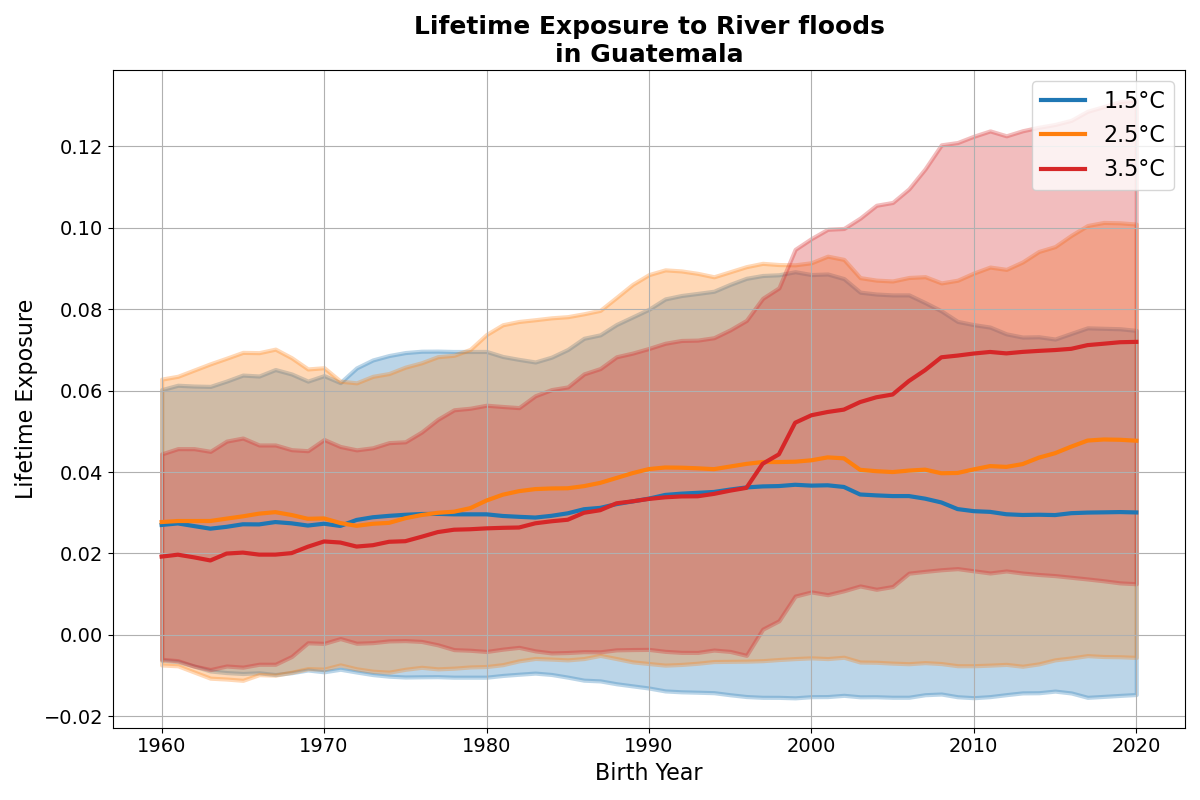 Lifetime Exposure to River floods
in Guatemala
1.5°C
2.5°C
3.5°C
Lifetime Exposure
0.12
0.10
0.08
0.06
0.04
0.02
0.00
−0.02
1960
1970
1980
1990
2000
2010
2020
Birth Year